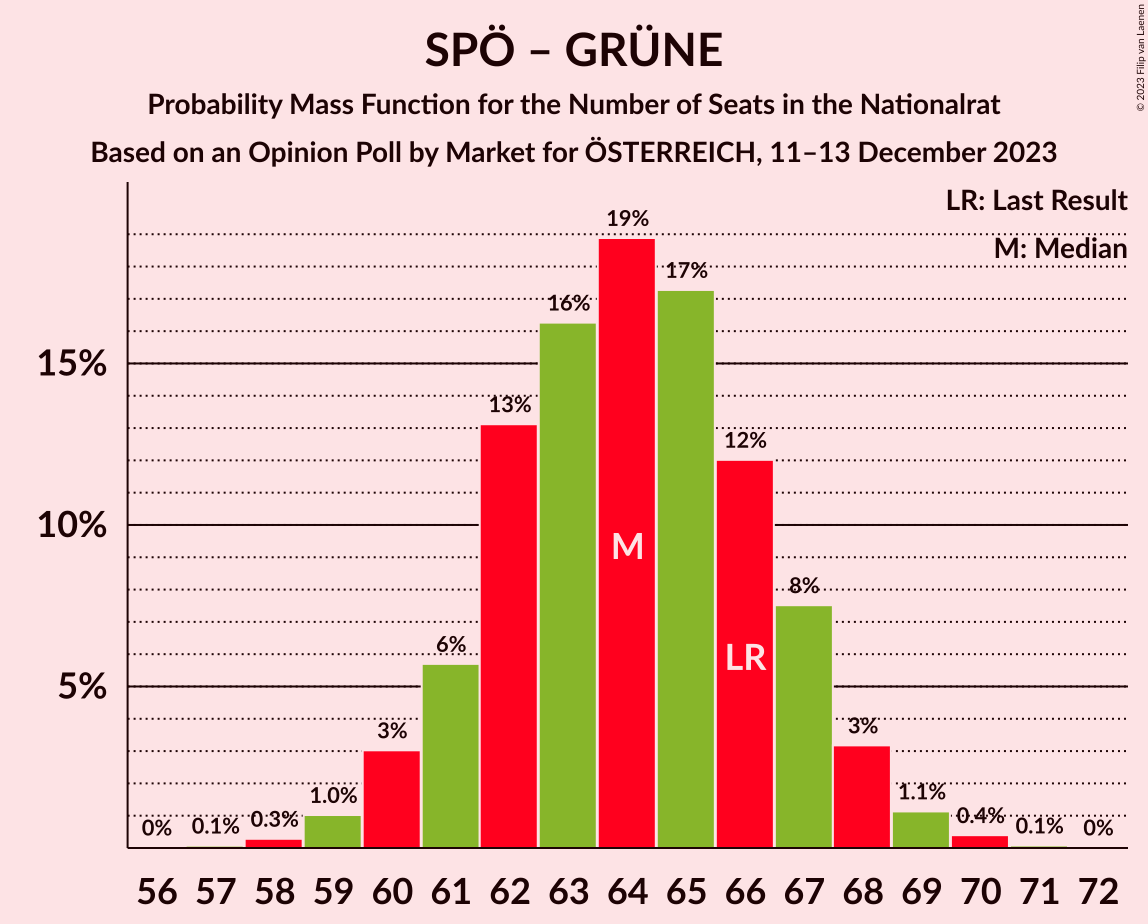 SPÖ – GRÜNE
Probability Mass Function for the Number of Seats in the Nationalrat
Based on an Opinion Poll by Market for ÖSTERREICH, 11–13 December 2023
© 2023 Filip van Laenen
LR: Last Result
M: Median
15%
10%
5%
0%
0.1%
0.3%
1.0%
3%
6%
13%
16%
19%
17%
12%
8%
3%
1.1%
0.4%
0.1%
0%
M
LR
56 57 58 59 60 61 62 63 64 65 66 67 68 69 70 71 72